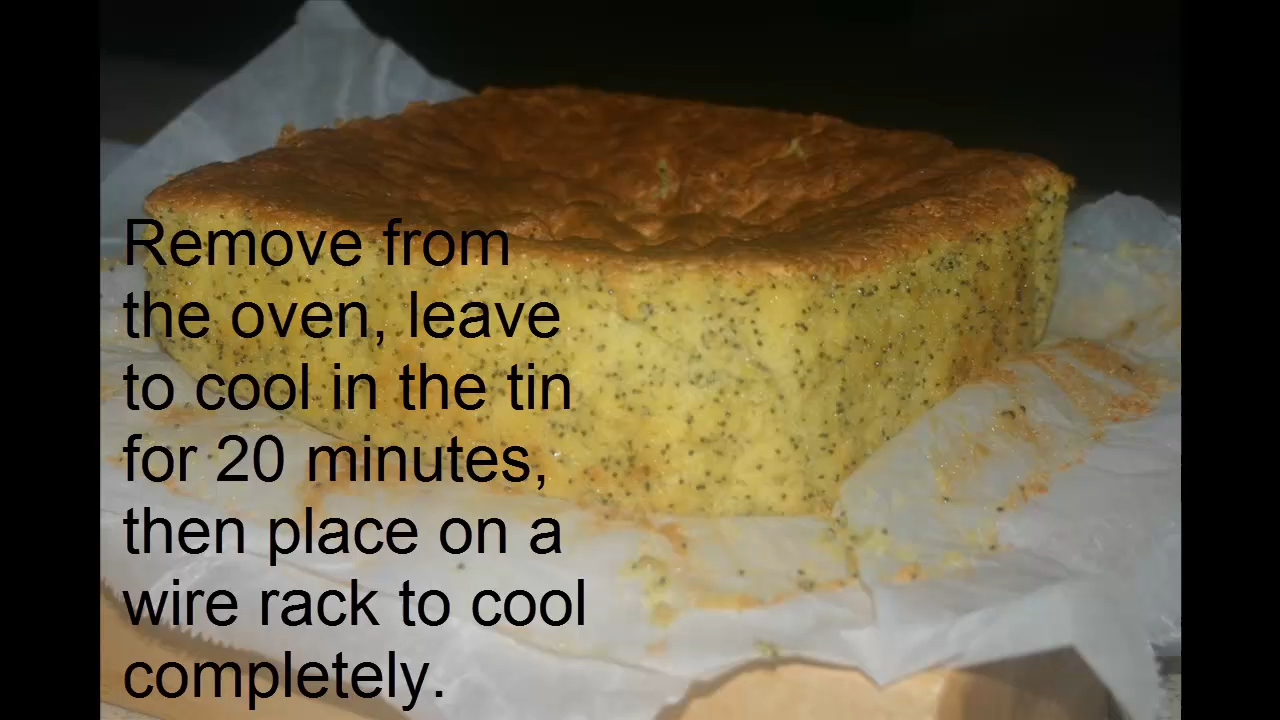 Remove from
the oven, leave
to cool in the tin
for 20 minutes,
then place on a
wire rack to cool
completely.